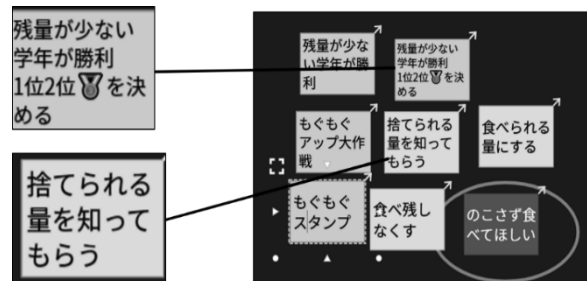 残量が少ない
学年が勝利
1位2位🥈を決
める
捨てられる
量を知って
もらう
残量が少な
い学年が勝
利
残量が少ない
学年が勝利
1位2位🥈を決
める
もぐもぐ
アップ大作
戦
捨てられる
量を知って
もらう
食べられる
量にする
もぐもぐ
スタンプ
食べ残し
なくす
のこさず食
べてほしい